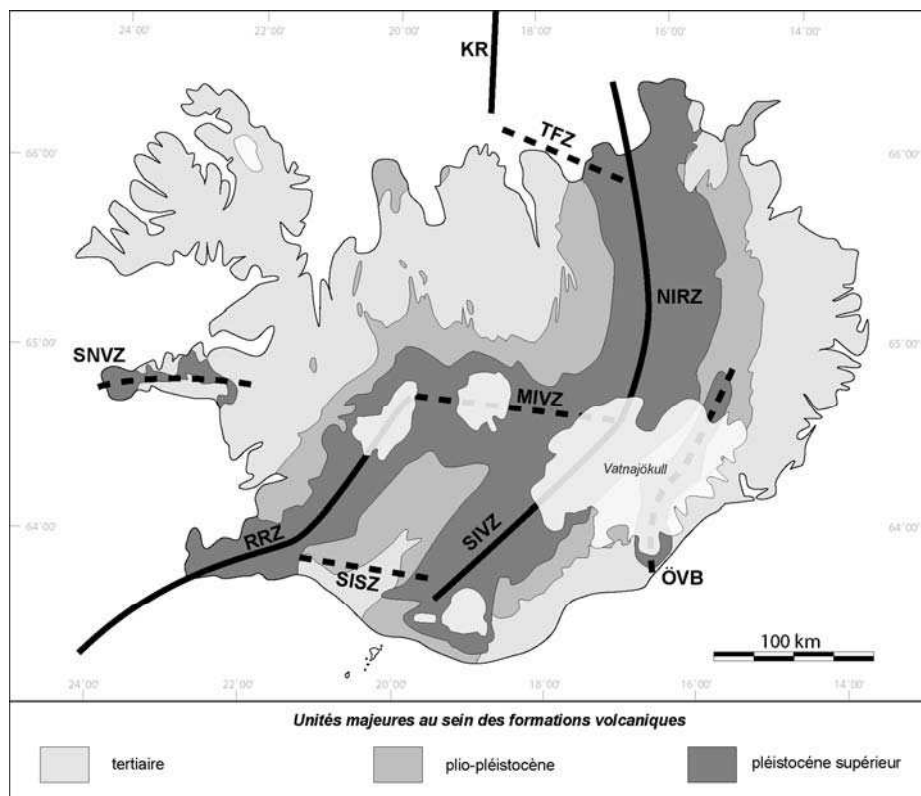 24°00' 22°00' 20°00' 18°00' 16°00' 14°00'
KR
TFZ
66°00' 66°00'
NIRZ
65°00' 65°00'
SNVZ
MIVZ
Vatnajökull
64°00' 64°00'
RRZ
SIVZ
SISZ
ÖVB
100 km
24°00' 22°00' 20°00' 18°00' 16°00' 14°00'
Unités majeures au sein des formations volcaniques
tertiaire plio-pléistocène pléistocéne supérieur